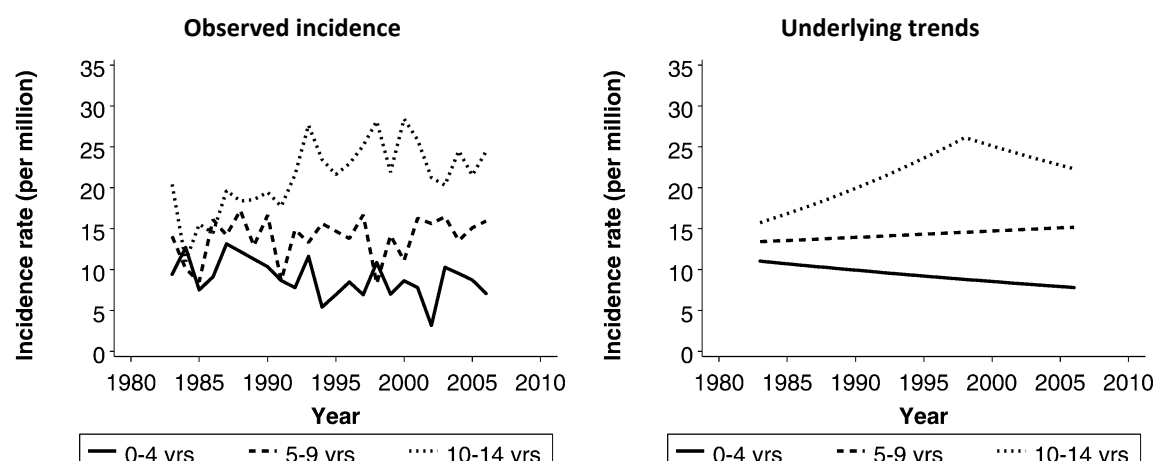 Observed incidence
Incidence rate (per million)
35
30
25
20
15
10
5
0
1980 1985 1990 1995 2000 2005 2010
Year
0-4 yrs 5-9 yrs 10-14 yrs
Underlying trends
Incidence rate (per million)
35
30
25
20
15
10
5
0
1980 1985 1990 1995 2000 2005 2010
Year
0-4 yrs 5-9 yrs 10-14 yrs